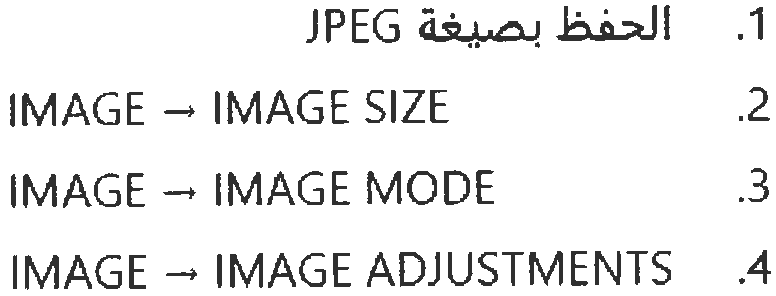 1. الحفظ بصيغة JPEG
2. IMAGE → IMAGE SIZE
3. IMAGE → IMAGE MODE
4. IMAGE → IMAGE ADJUSTMENTS